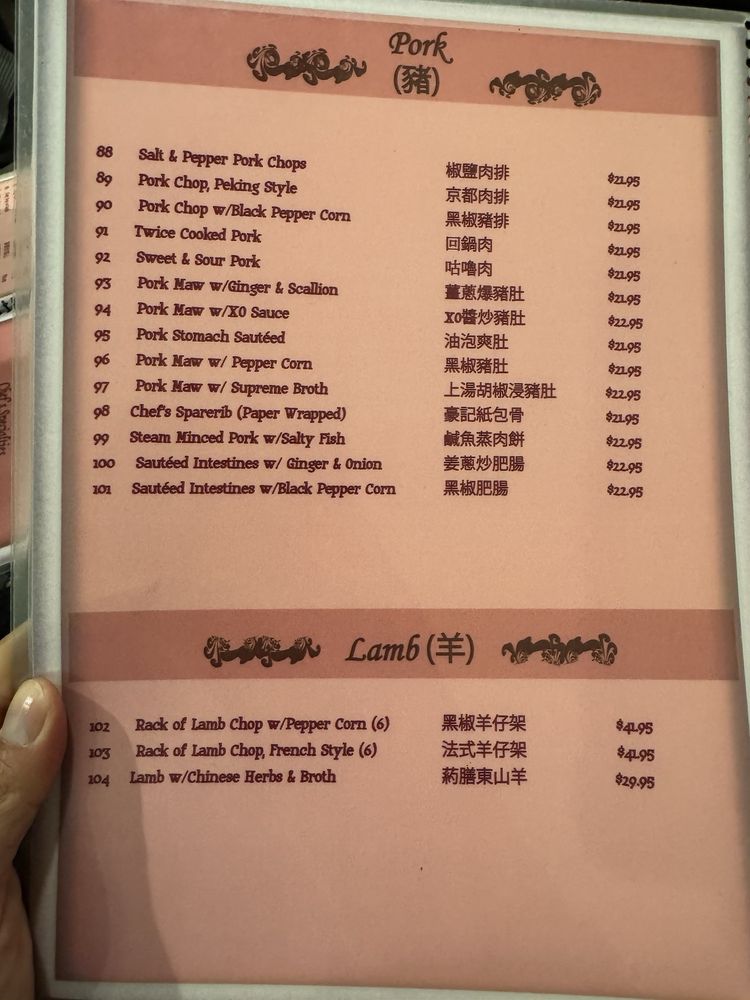 Pork
(豬)
88 Salt & Pepper Pork Chops 椒鹽肉排 $21.95
89 Pork Chop, Peking Style 京都肉排 $21.95
90 Pork Chop w/Black Pepper Corn 黑椒豬排 $21.95
91 Twice Cooked Pork 回鍋肉 $21.95
92 Sweet & Sour Pork 咕嚕肉 $21.95
93 Pork Maw w/Ginger & Scallion 薑蔥爆豬肚 $21.95
94 Pork Maw w/XO Sauce XO醬炒豬肚 $22.95
95 Pork Stomach Sautéed 油泡爽肚 $21.95
96 Pork Maw w/ Pepper Corn 黑椒豬肚 $21.95
97 Pork Maw w/ Supreme Broth 上湯胡椒浸豬肚 $22.95
98 Chef's Sparerib (Paper Wrapped) 豪記紙包骨 $21.95
99 Steam Minced Pork w/Salty Fish 鹹魚蒸肉餅 $22.95
100 Sautéed Intestines w/ Ginger & Onion 姜蔥炒肥腸 $22.95
101 Sautéed Intestines w/Black Pepper Corn 黑椒肥腸 $22.95
Lamb (羊)
102 Rack of Lamb Chop w/Pepper Corn (6) 黑椒羊仔架 $41.95
103 Rack of Lamb Chop, French Style (6) 法式羊仔架 $41.95
104 Lamb w/Chinese Herbs & Broth 葯膳東山羊 $29.95
Chef's Specialties